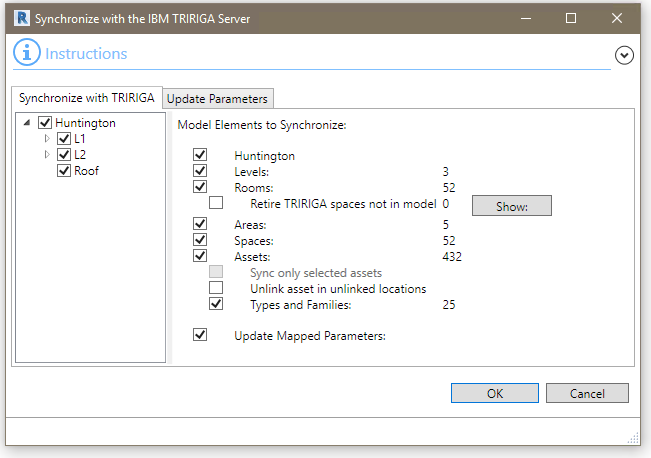 Synchronize with the IBM TRIRIGA Server
Instructions
Synchronize with TRIRIGA
Update Parameters
Huntington
L1
L2
Roof
Model Elements to Synchronize:
Huntington
Levels: 3
Rooms: 52
Retire TRIRIGA spaces not in model 0 Show:
Areas: 5
Spaces: 52
Assets: 432
Sync only selected assets
Unlink asset in unlinked locations
Types and Families: 25
Update Mapped Parameters:
OK Cancel